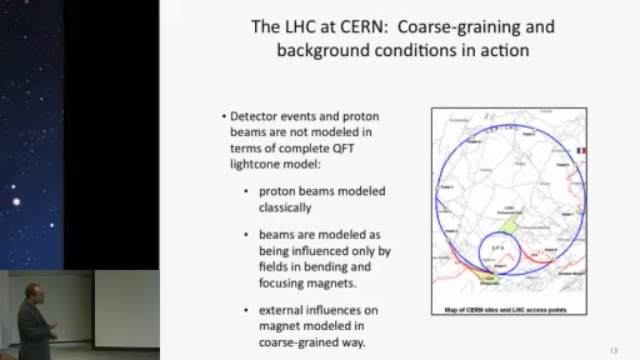 The LHC at CERN:  Coarse-graining and
background conditions in action
• Detector events and proton
beams are not modeled in
terms of complete QFT
lightcone model:
• proton beams modeled
classically
• beams are modeled as
being influenced only by
fields in bending and
focusing magnets.
• external influences on
magnet modeled in
coarse-grained way.
SPS
Map of CERN sites and LHC access points
13